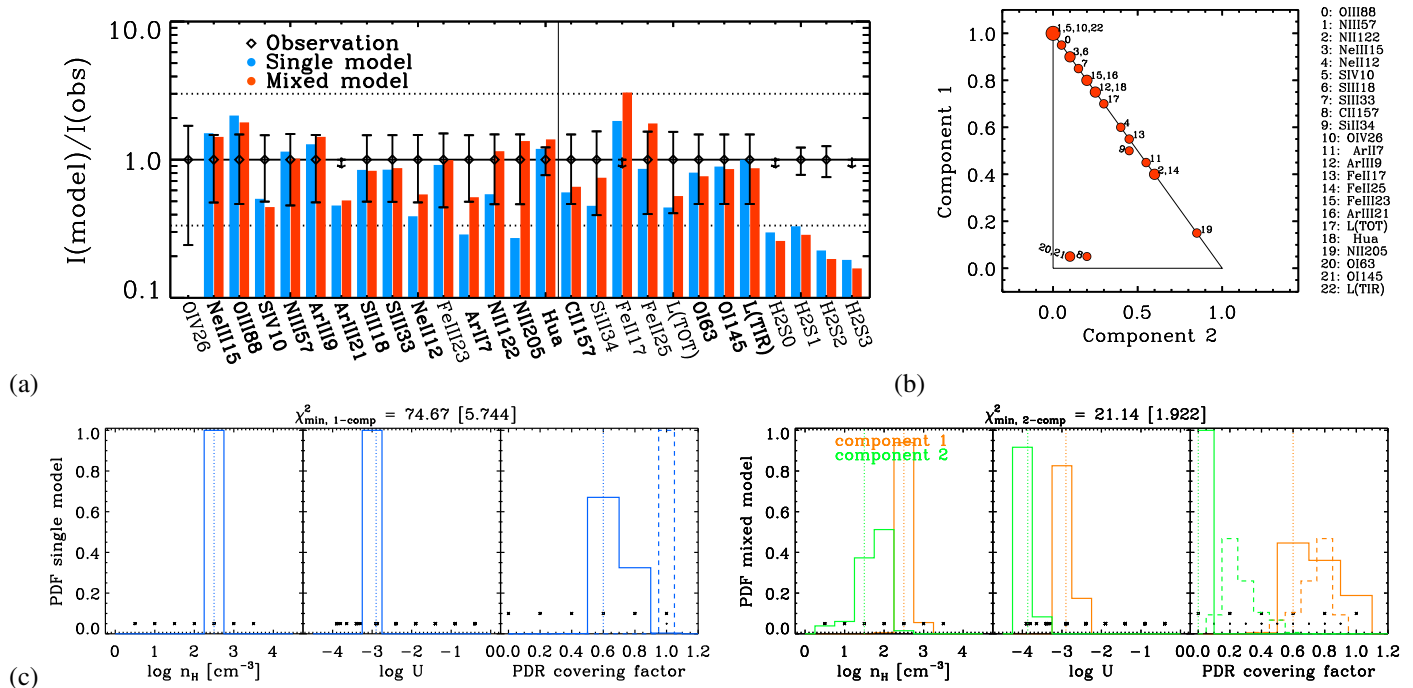 10.0
1.0
0.1
I(model)/I(obs)
Observation
Single model
Mixed model
OIV26
NeIII15
OIII88
SIV10
NIII57
ArIII9
ArIII21
SIII18
SIII33
NeII12
FeIII23
ArII7
NII122
NII205
Hua
CII157
SiII34
FeII17
FeII25
L(TOT)
OI63
OI145
L(TIR)
H2S0
H2S1
H2S2
H2S3
(a)
Component 1
1.0
0.8
0.6
0.4
0.2
0.0
1,5,10,22
0
3,6
7
15,16
12,18
17
4
13
9
11
2,14
19
20,21
8
0.0
0.5
1.0
Component 2
0: OIII88
1: NIII57
2: NII122
3: NeIII15
4: NeII12
5: SIV10
6: SIII18
7: SIII33
8: CII157
9: SiII34
10: OIV26
11: ArII7
12: ArIII9
13: FeII17
14: FeII25
15: FeIII23
16: ArIII21
17: L(TOT)
18: Hua
19: NII205
20: OI63
21: OI145
22: L(TIR)
(b)
χ²min, 1-comp = 74.67 [5.744]
PDF single model
1.0
0.8
0.6
0.4
0.2
0.0
0 1 2 3 4
log nH [cm⁻³]
−4 −3 −2 −1
log U
0.0 0.2 0.4 0.6 0.8 1.0 1.2
PDR covering factor
χ²min, 2-comp = 21.14 [1.922]
PDF mixed model
1.0
0.8
0.6
0.4
0.2
0.0
component 1
component 2
0 1 2 3 4
log nH [cm⁻³]
−4 −3 −2 −1
log U
0.0 0.2 0.4 0.6 0.8 1.0 1.2
PDR covering factor
(c)